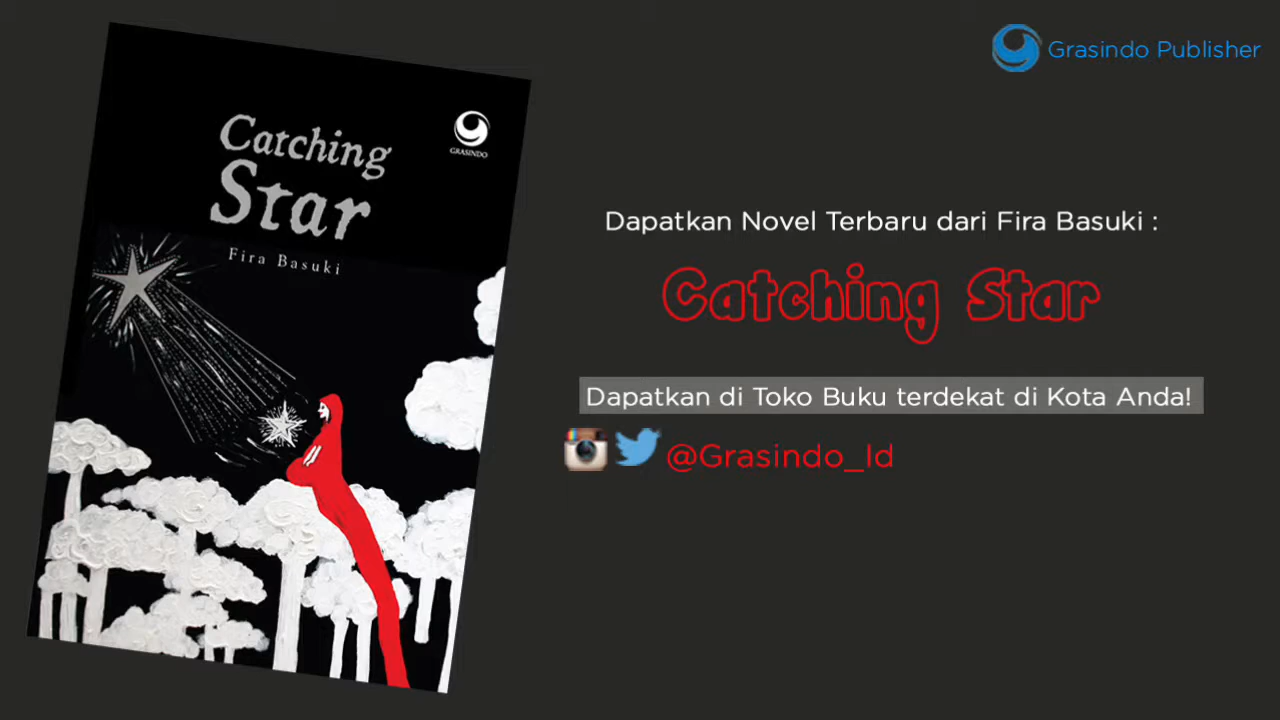 Catching
Star
Fira Basuki
GRASINDO
Grasindo Publisher
Dapatkan Novel Terbaru dari Fira Basuki :
Catching Star
Dapatkan di Toko Buku terdekat di Kota Anda!
@Grasindo_Id